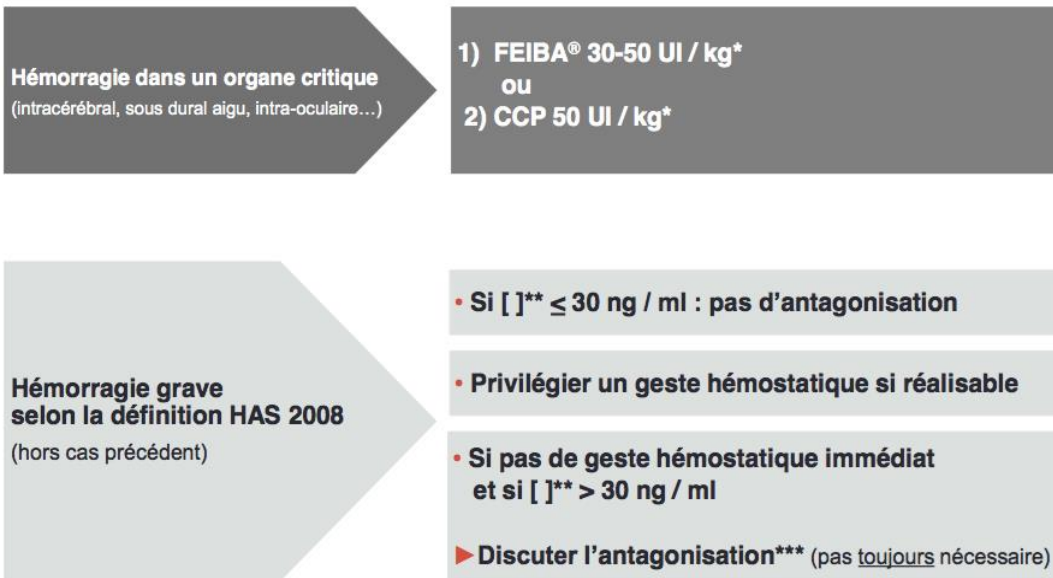 Hémorragie dans un organe critique
(intracérébral, sous dural aigu, intra-oculaire…)
1) FEIBA® 30-50 UI / kg*
ou
2) CCP 50 UI / kg*
Hémorragie grave
selon la définition HAS 2008
(hors cas précédent)
• Si [ ]** ≤ 30 ng / ml : pas d’antagonisation
• Privilégier un geste hémostatique si réalisable
• Si pas de geste hémostatique immédiat
et si [ ]** > 30 ng / ml
►Discuter l’antagonisation*** (pas toujours nécessaire)